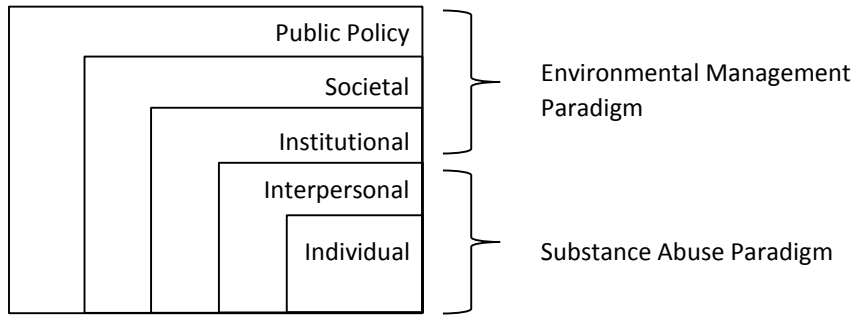 Public Policy
Societal
Institutional
Interpersonal
Individual
Environmental Management
Paradigm
Substance Abuse Paradigm